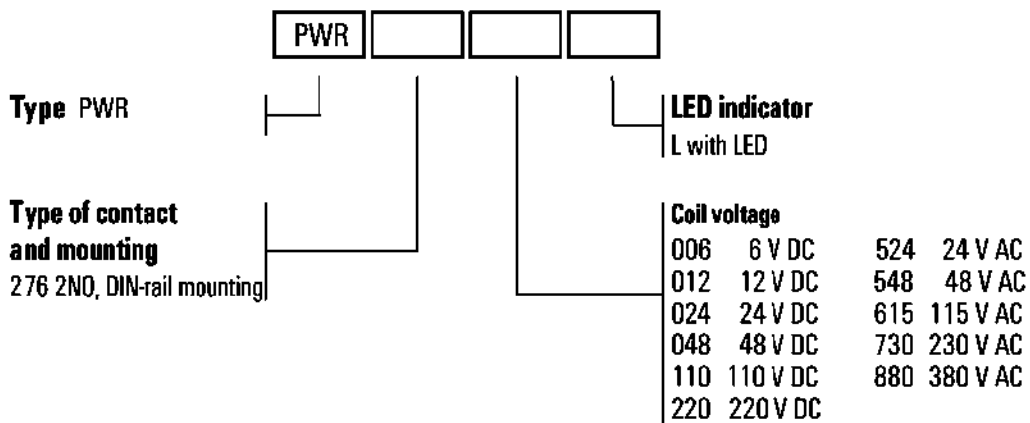 PWR
Type PWR
LED indicator
L with LED
Type of contact
and mounting
276 2NO, DIN-rail mounting
Coil voltage
006 6 V DC 524 24 V AC
012 12 V DC 548 48 V AC
024 24 V DC 615 115 V AC
048 48 V DC 730 230 V AC
110 110 V DC 880 380 V AC
220 220 V DC